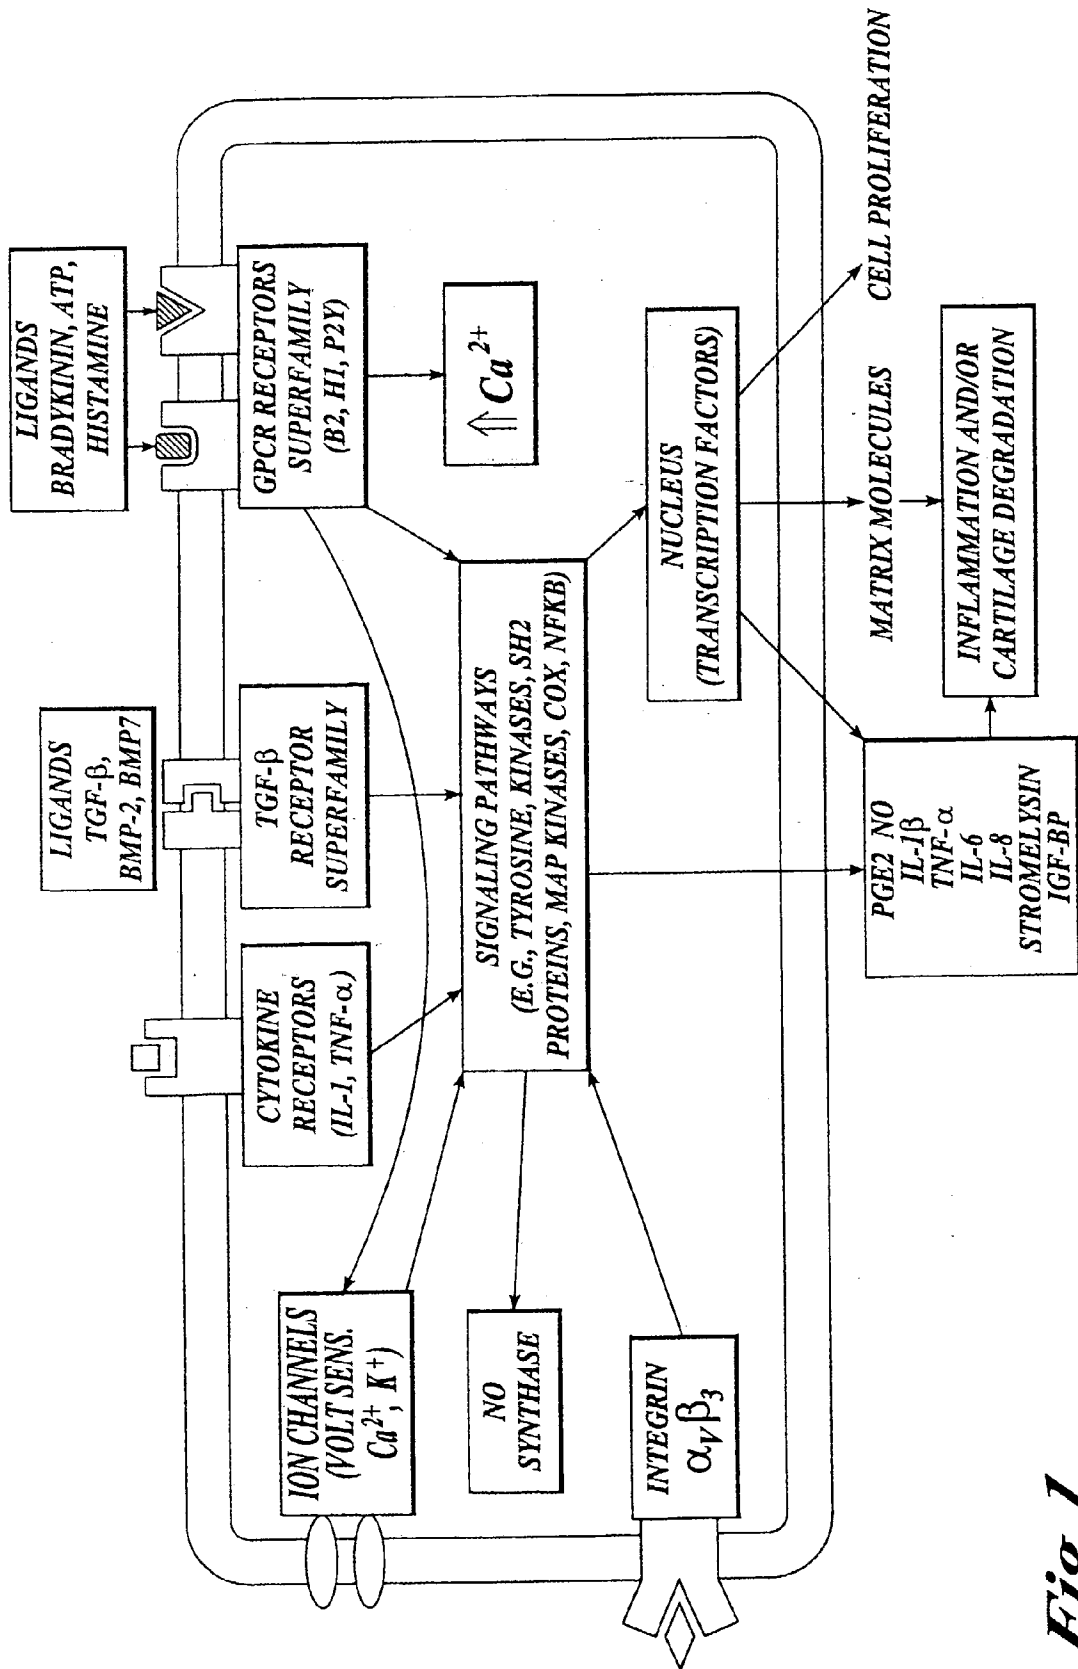 LIGANDS
BRADYKININ, ATP,
HISTAMINE
LIGANDS
TGF-β,
BMP-2, BMP7
GPCR RECEPTORS
SUPERFAMILY
(B2, H1, P2Y)
TGF-β
RECEPTOR
SUPERFAMILY
CYTOKINE
RECEPTORS
(IL-1, TNF-α)
ION CHANNELS
(VOLT SENS.
Ca²⁺, K⁺)
⇑ Ca²⁺
SIGNALING PATHWAYS
(E.G., TYROSINE, KINASES, SH2
PROTEINS, MAP KINASES, COX, NFKB)
NO
SYNTHASE
NUCLEUS
(TRANSCRIPTION FACTORS)
INTEGRIN
αᵥβ₃
CELL PROLIFERATION
MATRIX MOLECULES
PGE2 NO
IL-1β
TNF-α
IL-6
IL-8
STROMELYSIN
IGF-BP
INFLAMMATION AND/OR
CARTILAGE DEGRADATION
Fig. 1